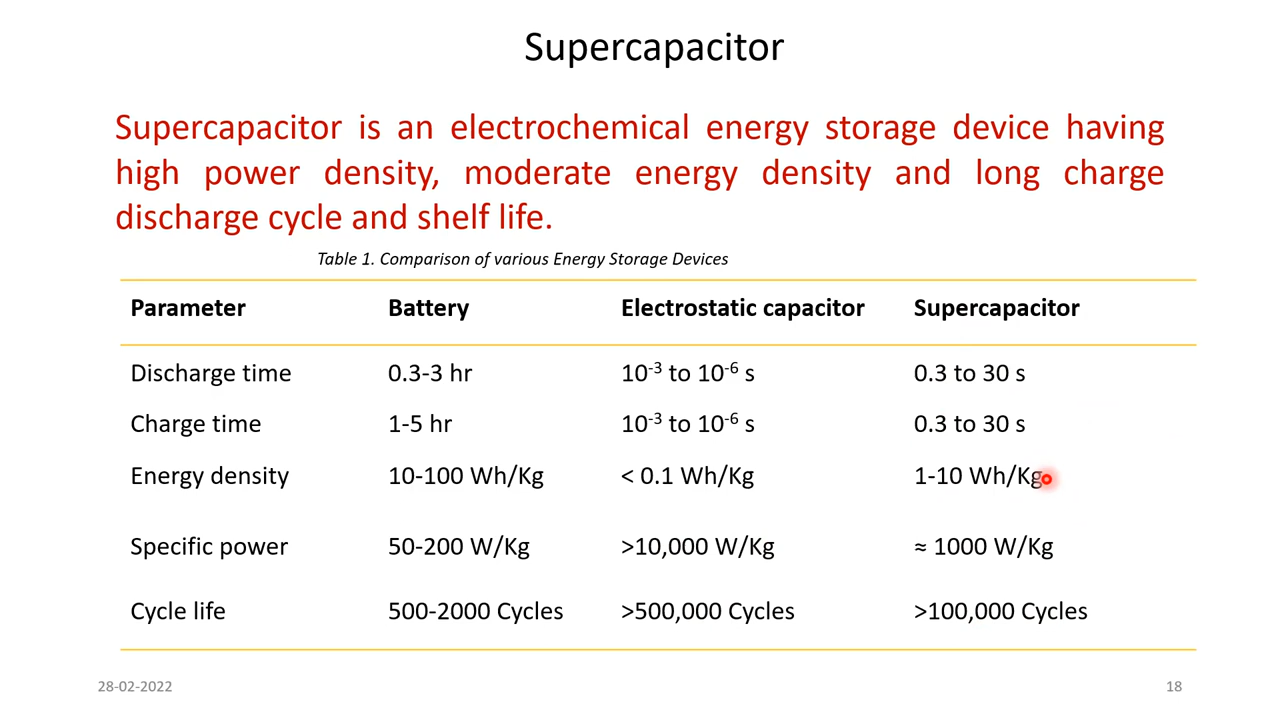 Supercapacitor
Supercapacitor is an electrochemical energy storage device having
high power density, moderate energy density and long charge
discharge cycle and shelf life.
Table 1. Comparison of various Energy Storage Devices
Parameter Battery Electrostatic capacitor Supercapacitor
Discharge time 0.3-3 hr 10⁻³ to 10⁻⁶ s 0.3 to 30 s
Charge time 1-5 hr 10⁻³ to 10⁻⁶ s 0.3 to 30 s
Energy density 10-100 Wh/Kg < 0.1 Wh/Kg 1-10 Wh/Kg
Specific power 50-200 W/Kg >10,000 W/Kg ≈ 1000 W/Kg
Cycle life 500-2000 Cycles >500,000 Cycles >100,000 Cycles
28-02-2022 18